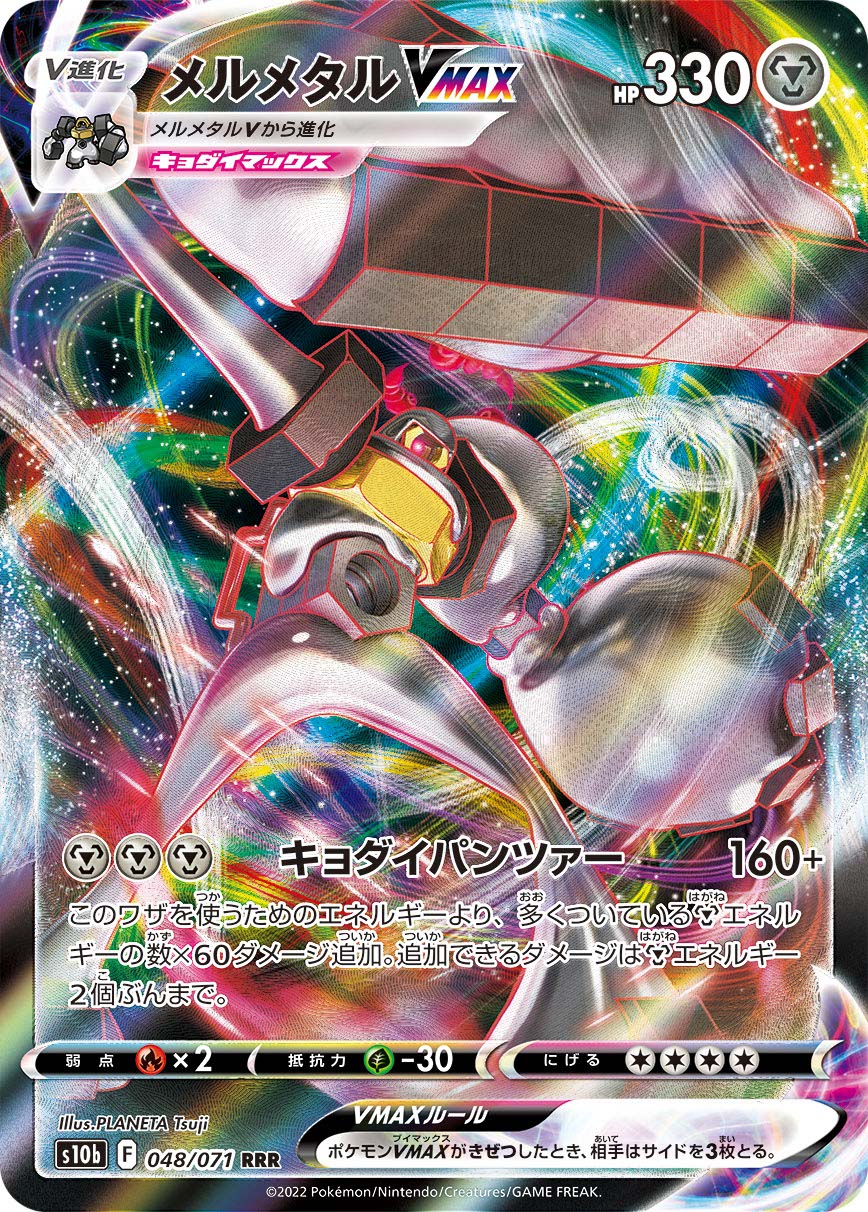 V進化
メルメタルVMAX
HP330
メルメタルVから進化
キョダイマックス
キョダイパンツァー 160+
このワザを使うためのエネルギーより、多くついているエネル
ギーの数×60ダメージ追加。追加できるダメージはエネルギー
2個ぶんまで。
弱点 ×2 抵抗力 -30 にげる
Illus.PLANETA Tsuji
VMAXルール
ポケモンVMAXがきぜつしたとき、相手はサイドを3枚とる。
s10b F 048/071 RRR
©2022 Pokémon/Nintendo/Creatures/GAME FREAK.